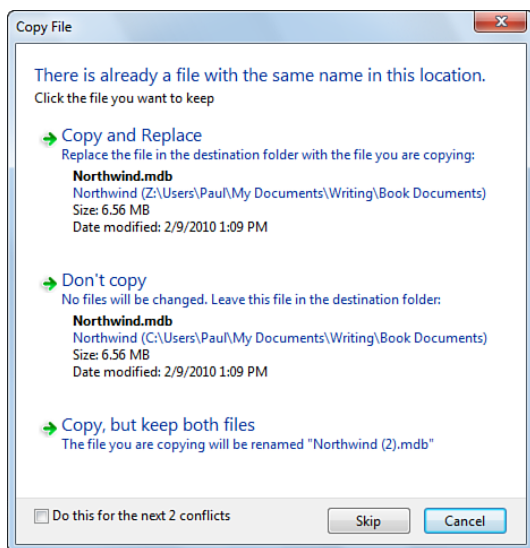 Copy File
There is already a file with the same name in this location.
Click the file you want to keep
Copy and Replace
Replace the file in the destination folder with the file you are copying:
Northwind.mdb
Northwind (Z:\Users\Paul\My Documents\Writing\Book Documents)
Size: 6.56 MB
Date modified: 2/9/2010 1:09 PM
Don't copy
No files will be changed. Leave this file in the destination folder:
Northwind.mdb
Northwind (C:\Users\Paul\My Documents\Writing\Book Documents)
Size: 6.56 MB
Date modified: 2/9/2010 1:09 PM
Copy, but keep both files
The file you are copying will be renamed "Northwind (2).mdb"
Do this for the next 2 conflicts
Skip
Cancel